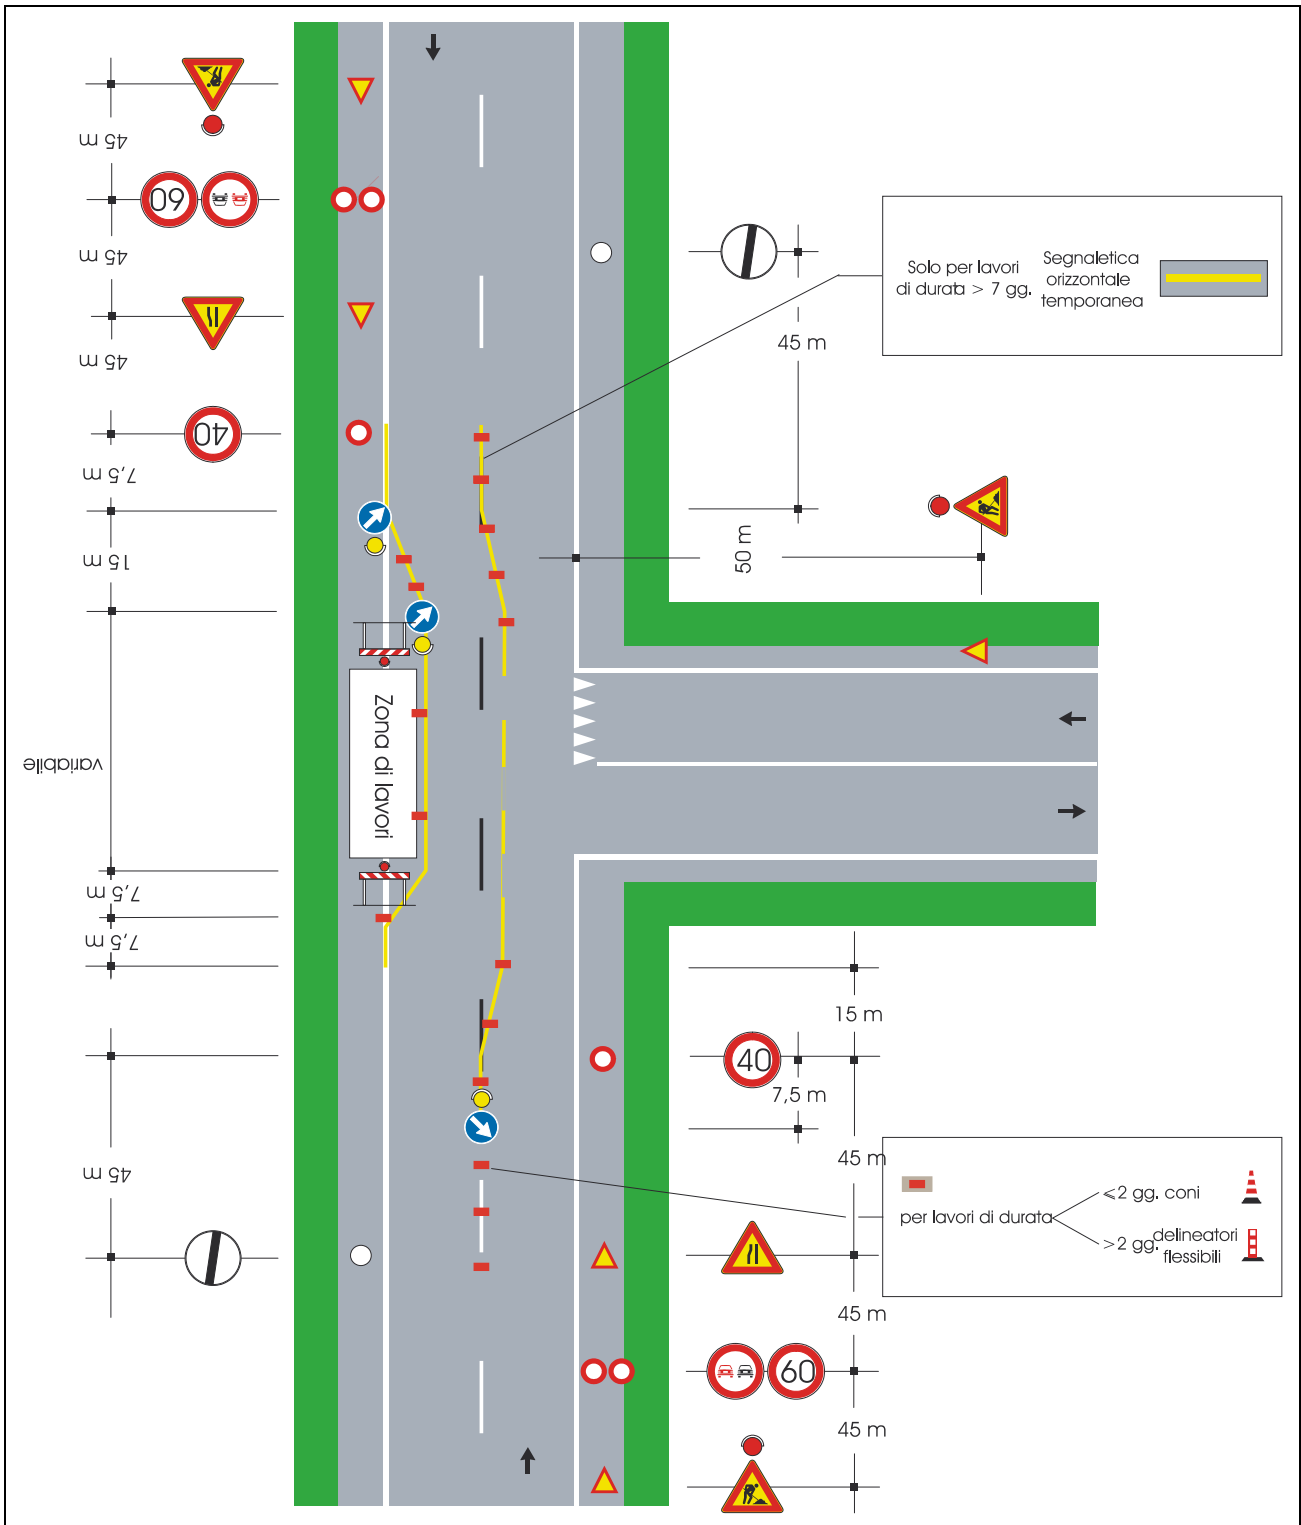 45 m
60
45 m
45 m
40
7,5 m
15 m
variabile
7,5 m
7,5 m
45 m
Zona di lavori
Solo per lavori
di durata > 7 gg.
Segnaletica
orizzontale
temporanea
45 m
50 m
15 m
40
7,5 m
45 m
per lavori di durata
⩽2 gg. coni
>2 gg. delineatori
flessibili
45 m
60
45 m